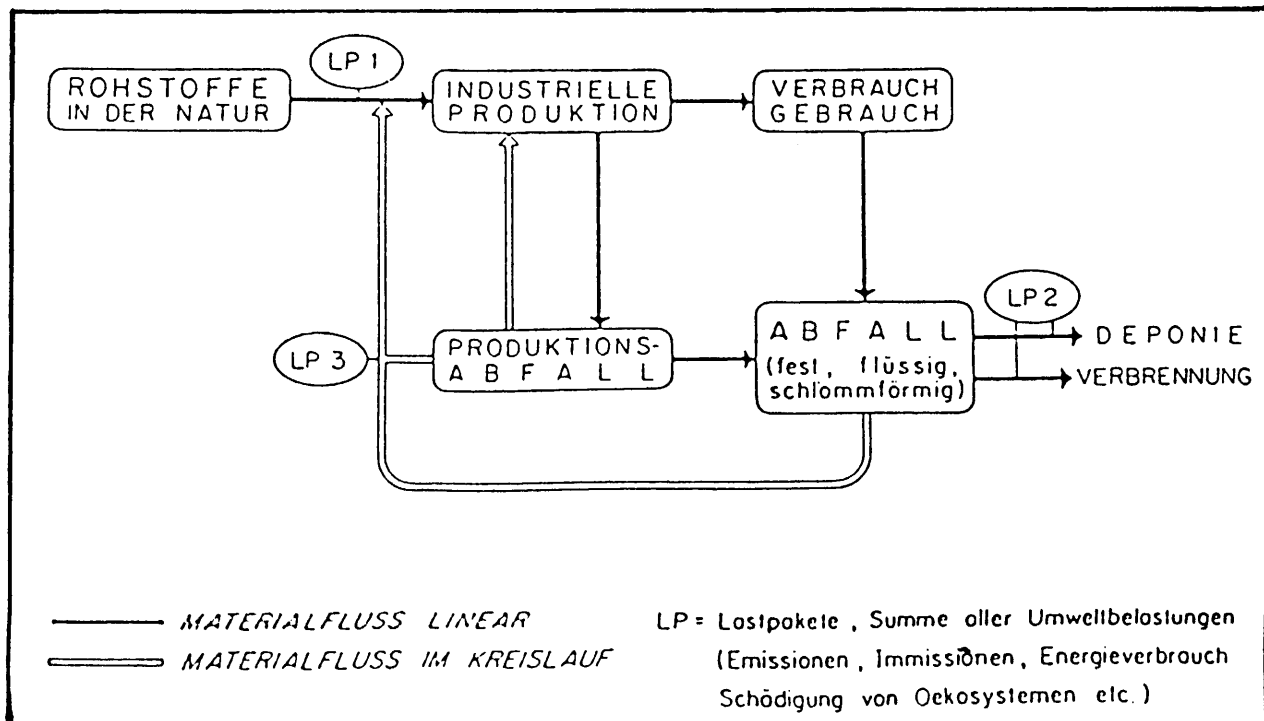 LP 1
ROHSTOFFE
IN DER NATUR
INDUSTRIELLE
PRODUKTION
VERBRAUCH
GEBRAUCH
LP 2
ABFALL
(fest, flüssig,
schlammförmig)
DEPONIE
VERBRENNUNG
LP 3
PRODUKTIONS-
ABFALL
MATERIALFLUSS LINEAR
MATERIALFLUSS IM KREISLAUF
LP = Lastpakete, Summe aller Umweltbelastungen
(Emissionen, Immissionen, Energieverbrauch
Schädigung von Oekosystemen etc.)